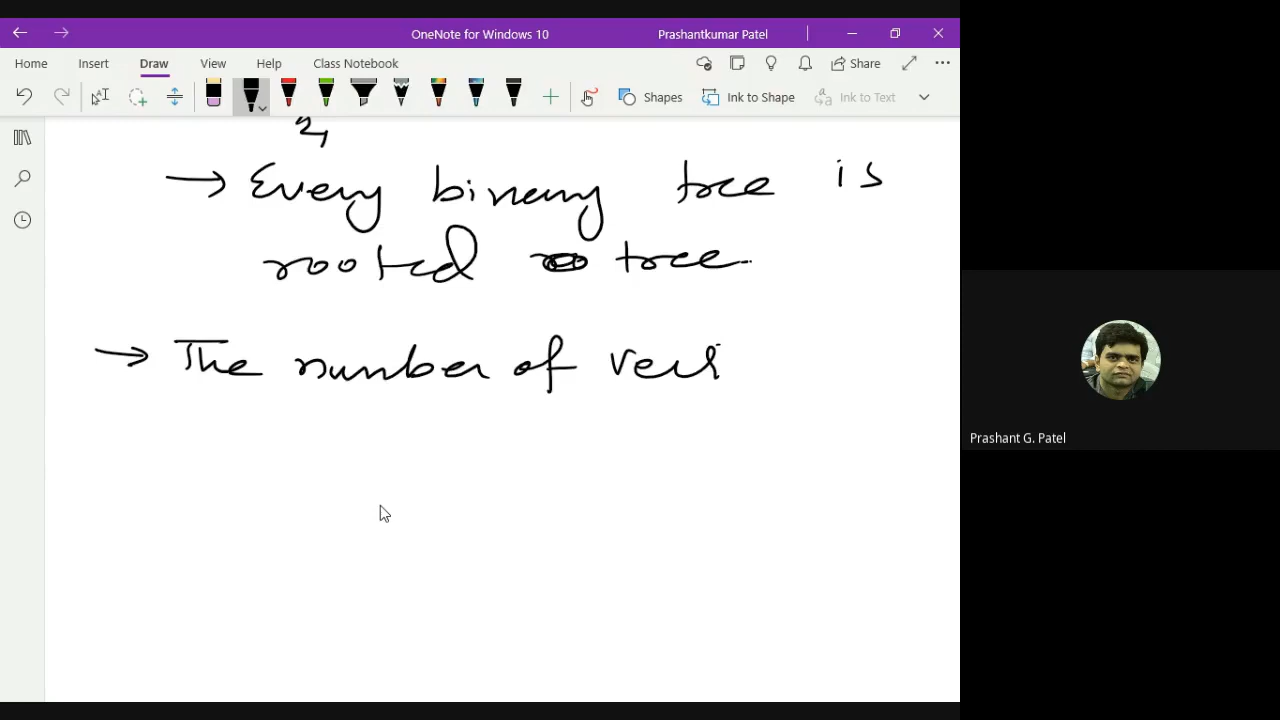 OneNote for Windows 10
Prashantkumar Patel
Home Insert Draw View Help Class Notebook Share
Shapes Ink to Shape Ink to Text
→ Every binary tree is
rooted tree.
→ The number of verti
Prashant G. Patel